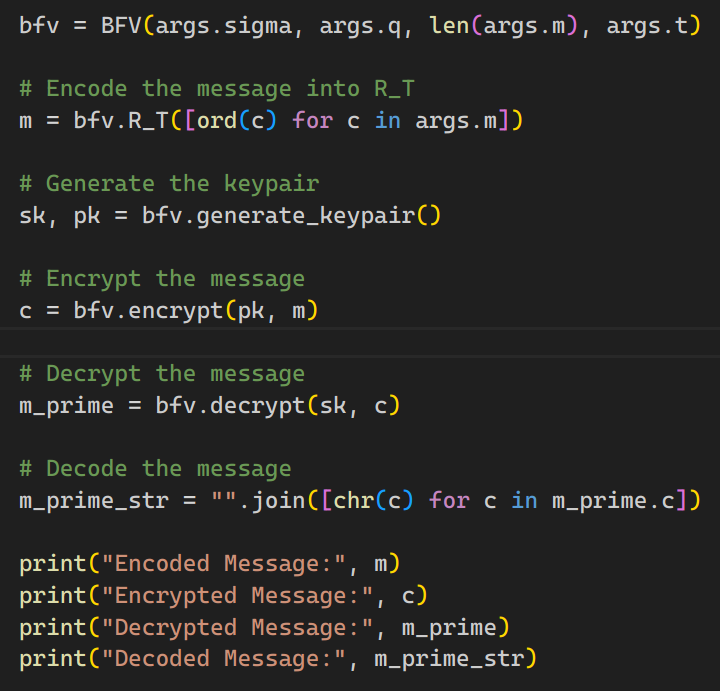 bfv = BFV(args.sigma, args.q, len(args.m), args.t)
# Encode the message into R_T
m = bfv.R_T([ord(c) for c in args.m])
# Generate the keypair
sk, pk = bfv.generate_keypair()
# Encrypt the message
c = bfv.encrypt(pk, m)
# Decrypt the message
m_prime = bfv.decrypt(sk, c)
# Decode the message
m_prime_str = "".join([chr(c) for c in m_prime.c])
print("Encoded Message:", m)
print("Encrypted Message:", c)
print("Decrypted Message:", m_prime)
print("Decoded Message:", m_prime_str)